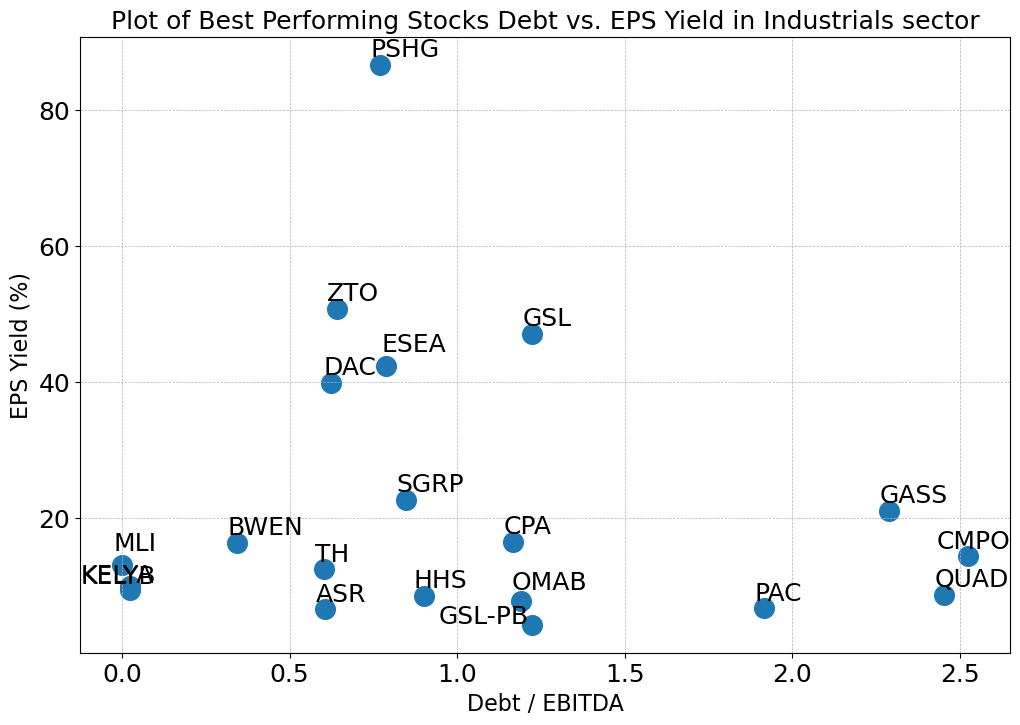 Plot of Best Performing Stocks Debt vs. EPS Yield in Industrials sector
PSHG
80
60
ZTO
GSL
ESEA
DAC
40
SGRP
GASS
20
BWEN
CPA
MLI
TH
CMPO
KELYA
KELYB
ASR
HHS
OMAB
PAC
QUAD
GSL-PB
EPS Yield (%)
0.0 0.5 1.0 1.5 2.0 2.5
Debt / EBITDA